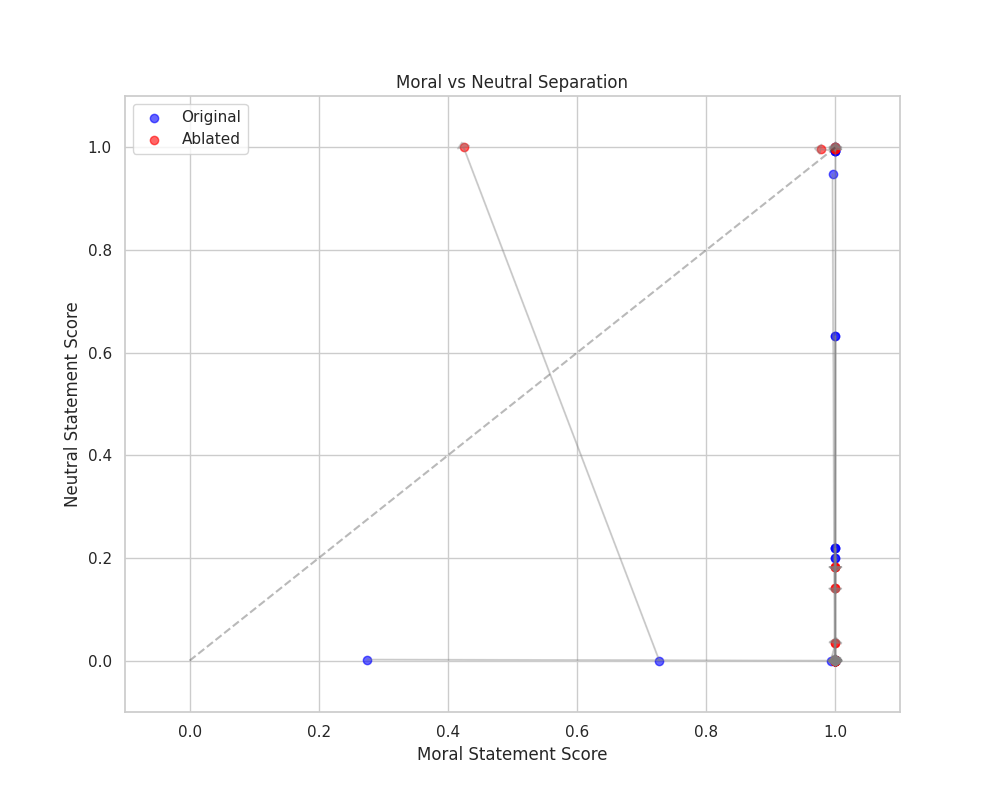 Moral vs Neutral Separation
Original
Ablated
Neutral Statement Score
1.0
0.8
0.6
0.4
0.2
0.0
0.0 0.2 0.4 0.6 0.8 1.0
Moral Statement Score